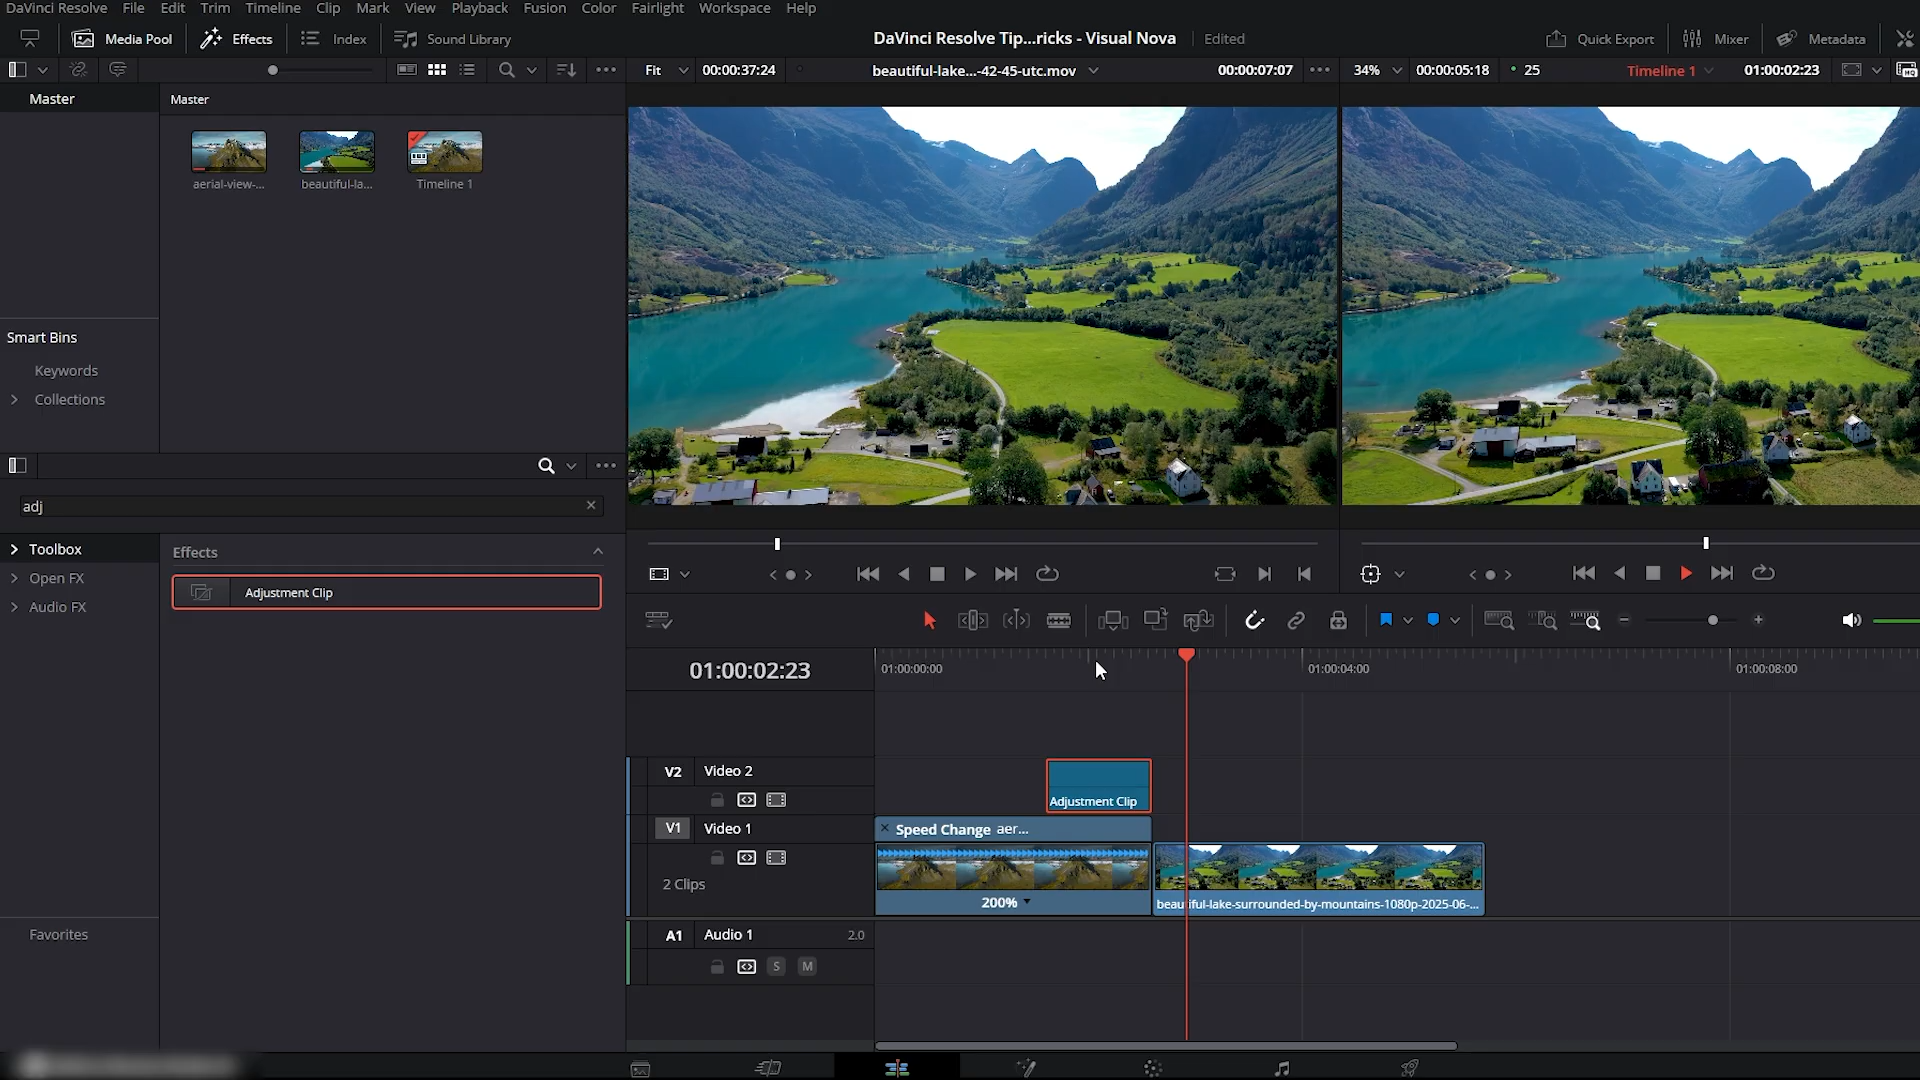 DaVinci Resolve File Edit Trim Timeline Clip Mark View Playback Fusion Color Fairlight Workspace Help
Media Pool Effects Index Sound Library DaVinci Resolve Tip...ricks - Visual Nova Edited Quick Export Mixer Metadata
Fit 00:00:37:24 beautiful-lake...-42-45-utc.mov 00:00:07:07 34% 00:00:05:18 25 Timeline 1 01:00:02:23
Master
Master
aerial-view-... beautiful-la... Timeline 1
Smart Bins
Keywords
Collections
adj
Toolbox
Open FX
Audio FX
Effects
Adjustment Clip
Favorites
01:00:02:23 01:00:00:00 01:00:04:00 01:00:08:00
V2 Video 2
Adjustment Clip
V1 Video 1
Speed Change aer...
2 Clips
200%
beautiful-lake-surrounded-by-mountains-1080p-2025-06-...
A1 Audio 1 2.0
S M